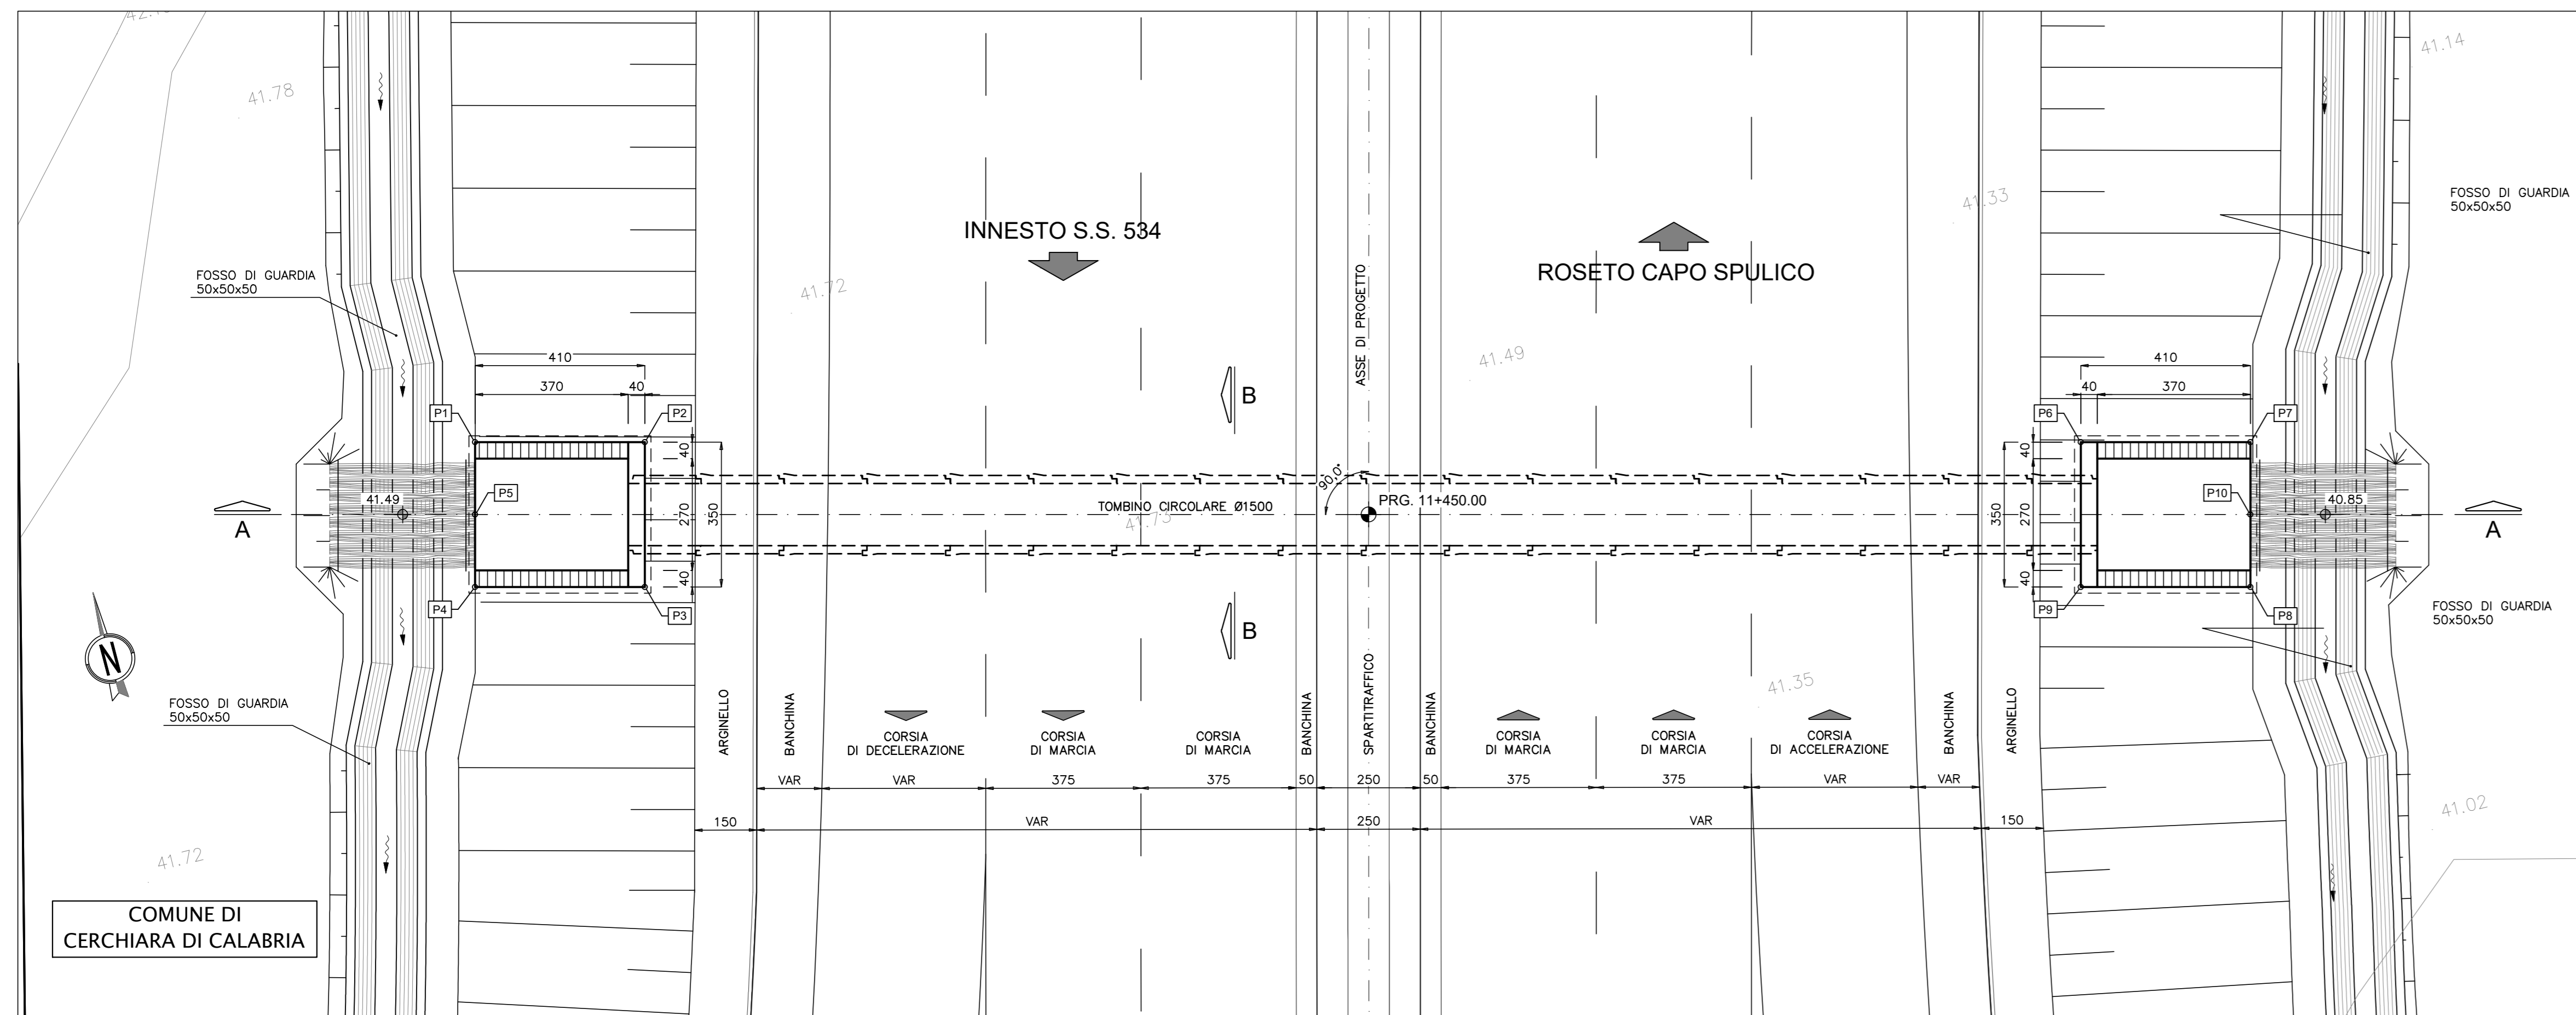 41.78
41.14
41.33
FOSSO DI GUARDIA
50x50x50
INNESTO S.S. 534
ROSETO CAPO SPULICO
FOSSO DI GUARDIA
50x50x50
41.72
ASSE DI PROGETTO
41.49
410
410
370
40
40
370
B
P1
P2
P6
P7
40
40
90.0°
41.49
P5
270
350
TOMBINO CIRCOLARE Ø1500
41.73
PRG. 11+450.00
350
270
P10
40.85
A
A
40
40
P4
P3
P9
P8
FOSSO DI GUARDIA
50x50x50
B
N
SPARTITRAFFICO
41.35
FOSSO DI GUARDIA
50x50x50
ARGINELLO
BANCHINA
CORSIA
DI DECELERAZIONE
CORSIA
DI MARCIA
CORSIA
DI MARCIA
BANCHINA
BANCHINA
CORSIA
DI MARCIA
CORSIA
DI MARCIA
CORSIA
DI ACCELERAZIONE
BANCHINA
ARGINELLO
VAR
VAR
375
375
50
250
50
375
375
VAR
VAR
150
VAR
250
VAR
150
41.02
41.72
COMUNE DI
CERCHIARA DI CALABRIA